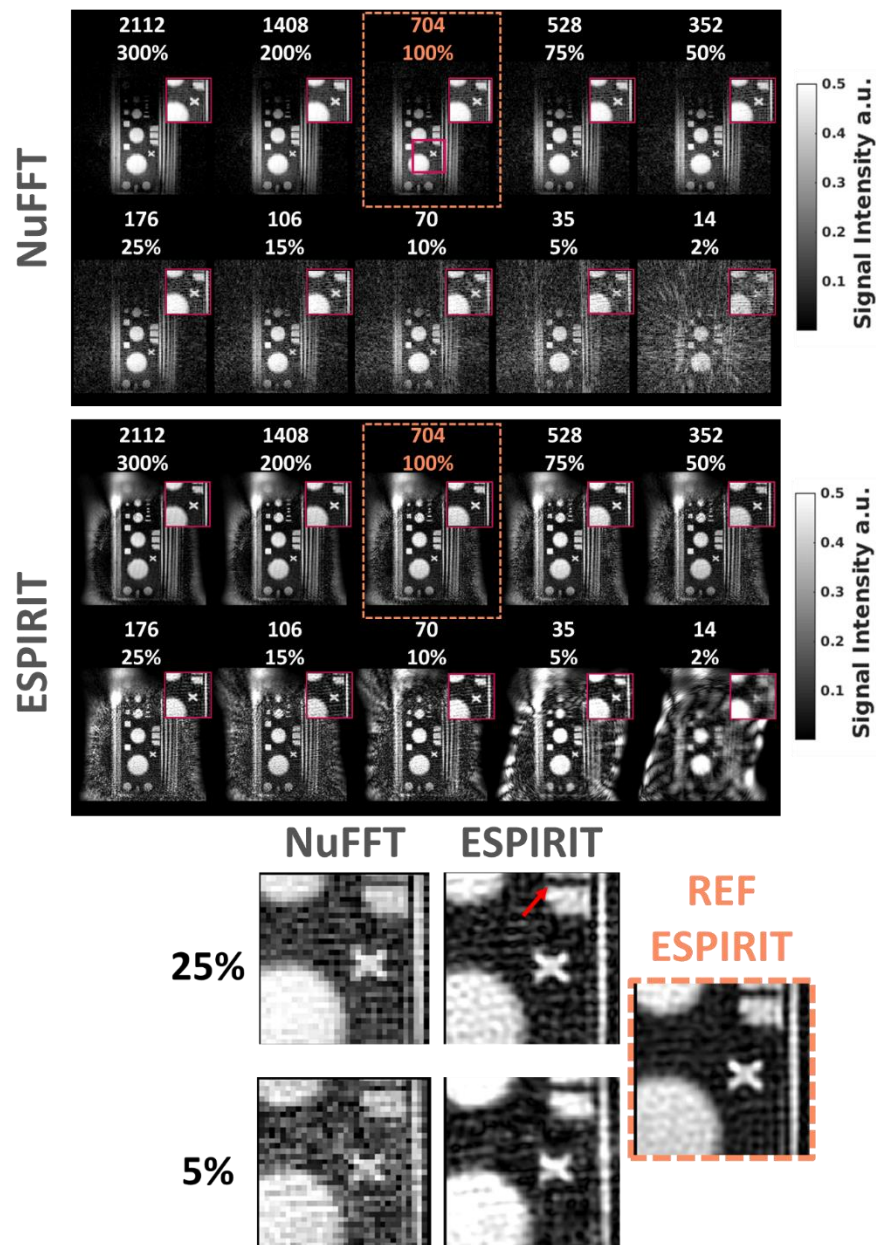 NuFFT
2112 1408 704 528 352
300% 200% 100% 75% 50%
176 106 70 35 14
25% 15% 10% 5% 2%
0.5
0.4
0.3
0.2
0.1
Signal Intensity a.u.
ESPIRIT
2112 1408 704 528 352
300% 200% 100% 75% 50%
176 106 70 35 14
25% 15% 10% 5% 2%
0.5
0.4
0.3
0.2
0.1
Signal Intensity a.u.
NuFFT ESPIRIT
25%
5%
REF
ESPIRIT